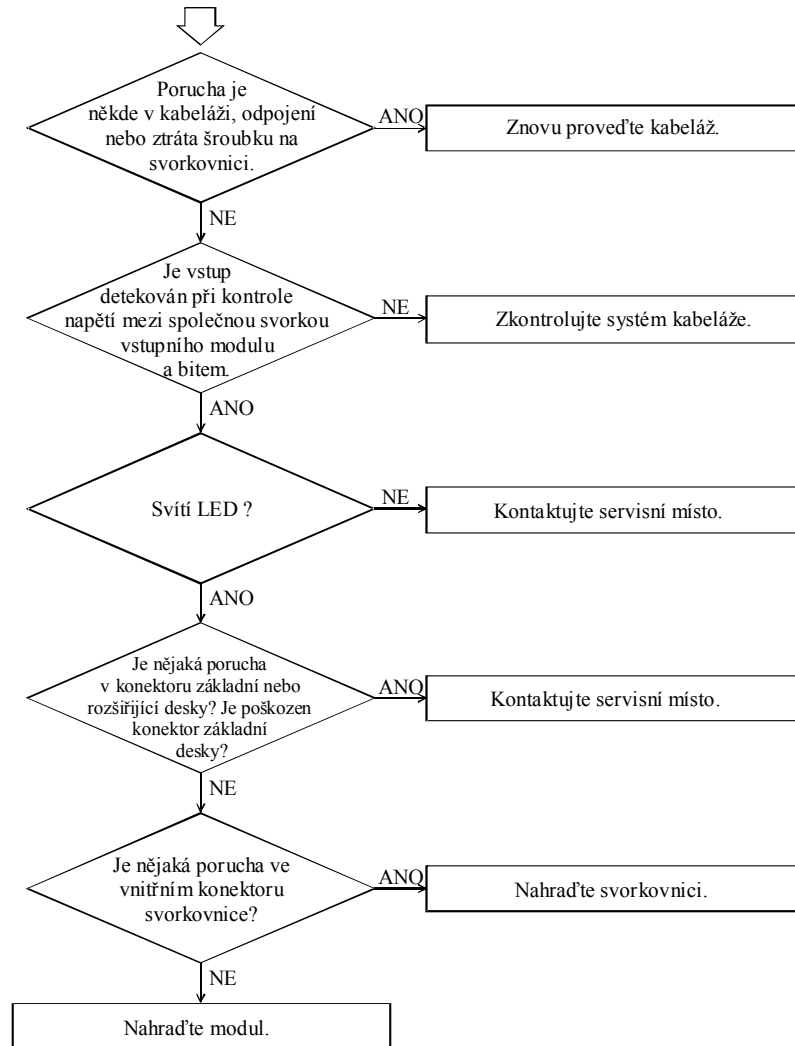 Porucha je
někde v kabeláži, odpojení
nebo ztráta šroubku na
svorkovnici.
ANO
Znovu proveďte kabeláž.
NE
Je vstup
detekován při kontrole
napětí mezi společnou svorkou
vstupního modulu
a bitem.
NE
Zkontrolujte systém kabeláže.
ANO
Svítí LED ?
NE
Kontaktujte servisní místo.
ANO
Je nějaká porucha
v konektoru základní nebo
rozšiřijící desky? Je poškozen
konektor základní
desky?
ANO
Kontaktujte servisní místo.
NE
Je nějaká porucha ve
vnitřním konektoru
svorkovnice?
ANO
Nahraďte svorkovnici.
NE
Nahraďte modul.